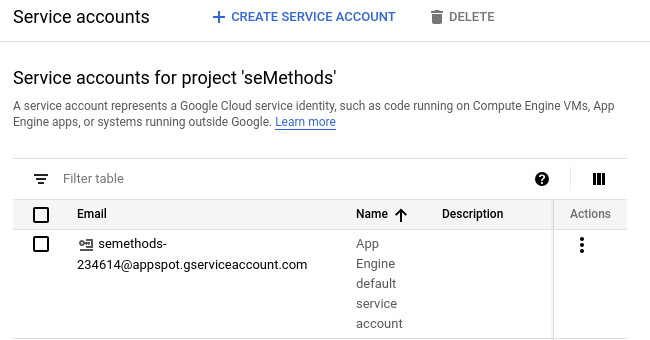 Service accounts
CREATE SERVICE ACCOUNT
DELETE
Service accounts for project 'seMethods'
A service account represents a Google Cloud service identity, such as code running on Compute Engine VMs, App
Engine apps, or systems running outside Google. Learn more
Filter table
Email
Name
Description
Actions
semethods-
234614@appspot.gserviceaccount.com
App
Engine
default
service
account